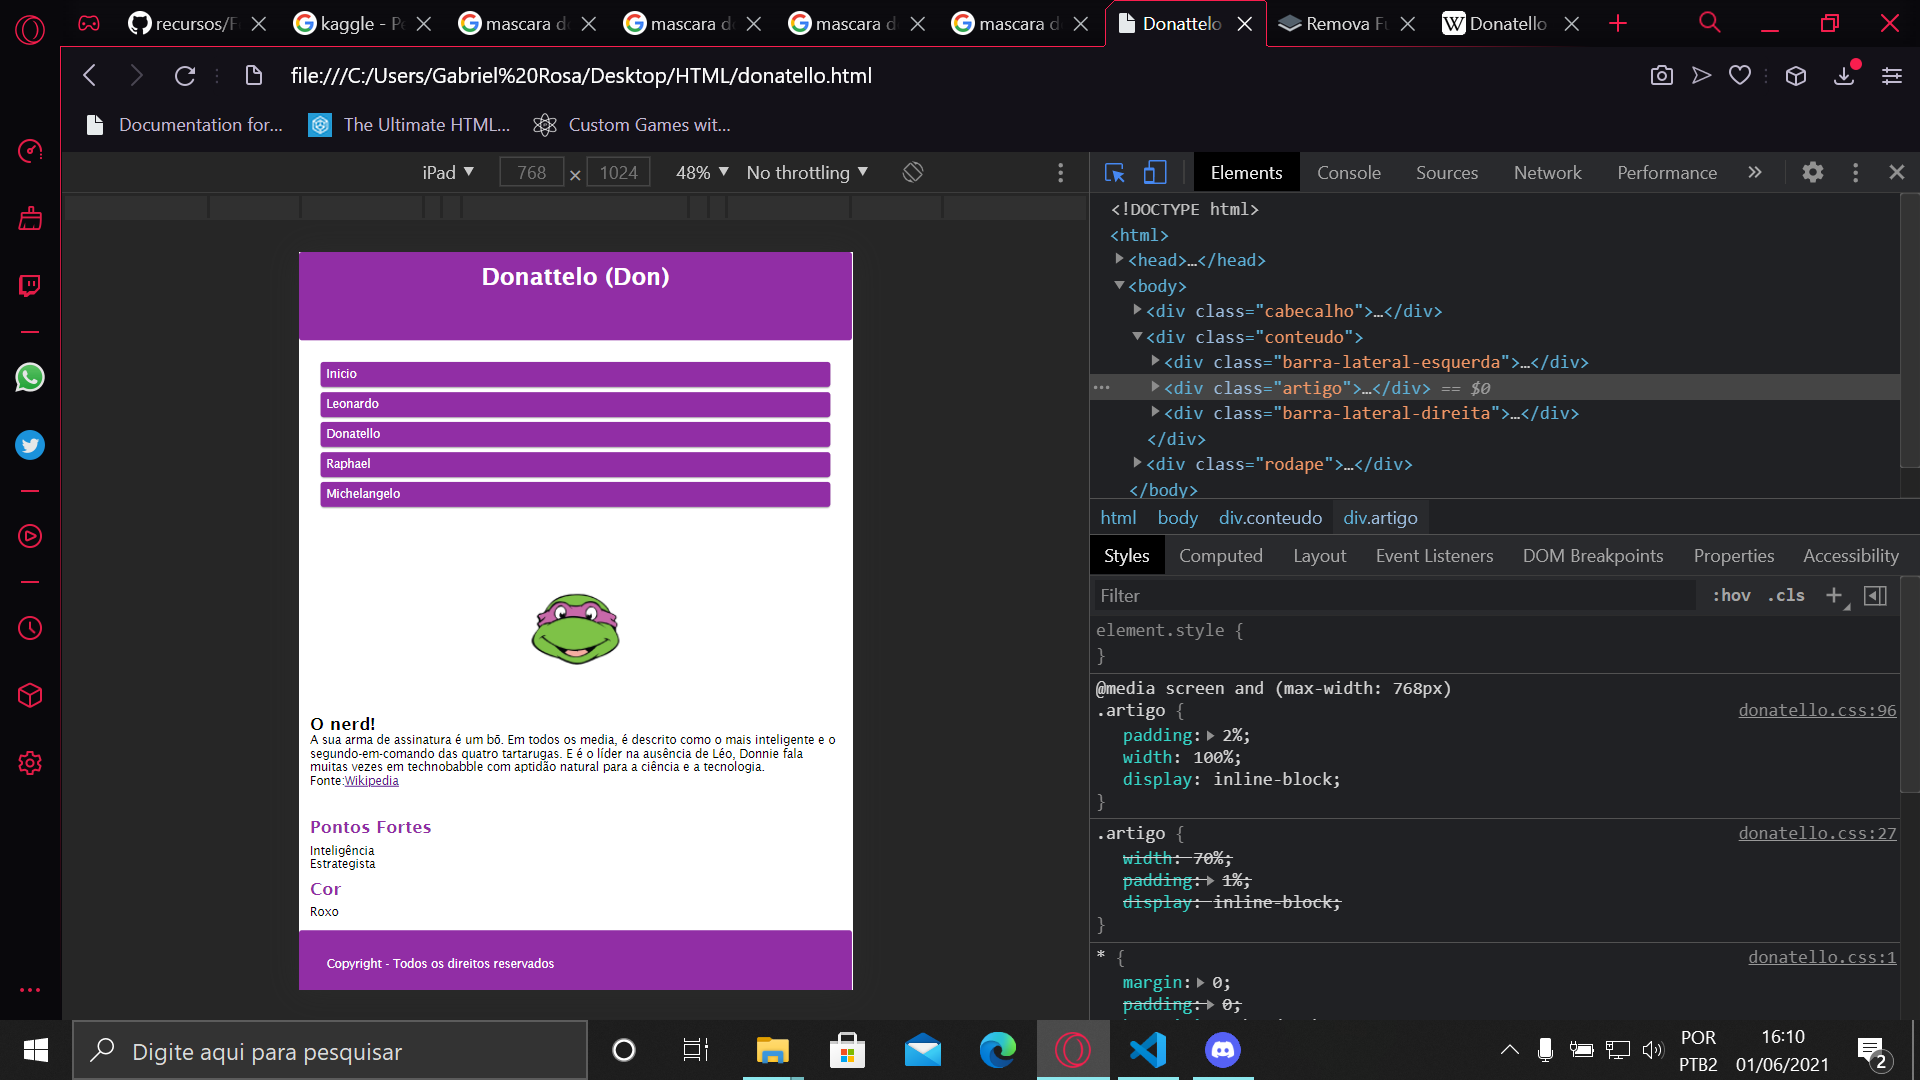 recursos/F
kaggle - P
mascara d
mascara d
mascara d
mascara d
Donattelo
Remova F
Donatello
file:///C:/Users/Gabriel%20Rosa/Desktop/HTML/donatello.html
Documentation for...
The Ultimate HTML...
Custom Games wit...
iPad ▼ 768 × 1024 48% ▼ No throttling ▼
Elements Console Sources Network Performance »
<!DOCTYPE html>
<html>
<head>…</head>
<body>
<div class="cabecalho">…</div>
<div class="conteudo">
<div class="barra-lateral-esquerda">…</div>
<div class="artigo">…</div> == $0
<div class="barra-lateral-direita">…</div>
</div>
<div class="rodape">…</div>
</body>
html body div.conteudo div.artigo
Styles Computed Layout Event Listeners DOM Breakpoints Properties Accessibility
Filter :hov .cls +
element.style {
}
@media screen and (max-width: 768px)
.artigo { donatello.css:96
padding: 2%;
width: 100%;
display: inline-block;
}
.artigo { donatello.css:27
width: 70%;
padding: 1%;
display: inline-block;
}
* { donatello.css:1
margin: 0;
padding: 0;
Donattelo (Don)
Inicio
Leonardo
Donatello
Raphael
Michelangelo
O nerd!
A sua arma de assinatura é um bō. Em todos os media, é descrito como o mais inteligente e o
segundo-em-comando das quatro tartarugas. E é o líder na ausência de Léo, Donnie fala
muitas vezes em technobabble com aptidão natural para a ciência e a tecnologia.
Fonte:Wikipedia
Pontos Fortes
Inteligência
Estrategista
Cor
Roxo
Copyright - Todos os direitos reservados
Digite aqui para pesquisar
POR
PTB2
16:10
01/06/2021
2